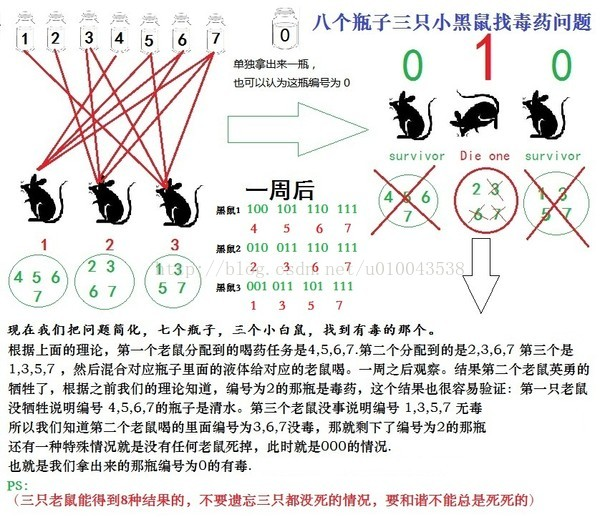 八个瓶子三只小黑鼠找毒药问题
1 2 3 4 5 6 7
0
单独拿出来一瓶，
也可以认为这瓶编号为 0
0 1 0
survivor Die one survivor
4 5 6
7
2 3
6 7
1 3
5 7
一周后
黑鼠1 100 101 110 111
4 5 6 7
黑鼠2 010 011 110 111
2 3 6 7
黑鼠3 001 011 101 111
1 3 5 7
1 2 3
4 5 6
7
2 3
6 7
1 3
5 7
http://blog.csdn.net/u010043538
现在我们把问题简化，七个瓶子，三个小白鼠，找到有毒的那个。
根据上面的理论，第一个老鼠分配到的喝药任务是4,5,6,7.第二个分配到的是2,3,6,7 第三个是
1,3,5,7 ，然后混合对应瓶子里面的液体给对应的老鼠喝。一周之后观察。结果第二个老鼠英勇的
牺牲了，根据之前我们的理论知道，编号为2的那瓶是毒药，这个结果也很容易验证：第一只老鼠
没牺牲说明编号 4,5,6,7的瓶子是清水。第三个老鼠没事说明编号 1,3,5,7 无毒
所以我们知道第二个老鼠喝的里面编号为3,6,7没毒，那就剩下了编号为2的那瓶
还有一种特殊情况就是没有任何老鼠死掉，此时就是000的情况.
也就是我们拿出来的那瓶编号为0的有毒.
PS:
（三只老鼠能得到8种结果的，不要遗忘三只都没死的情况，要和谐不能总是死死的）